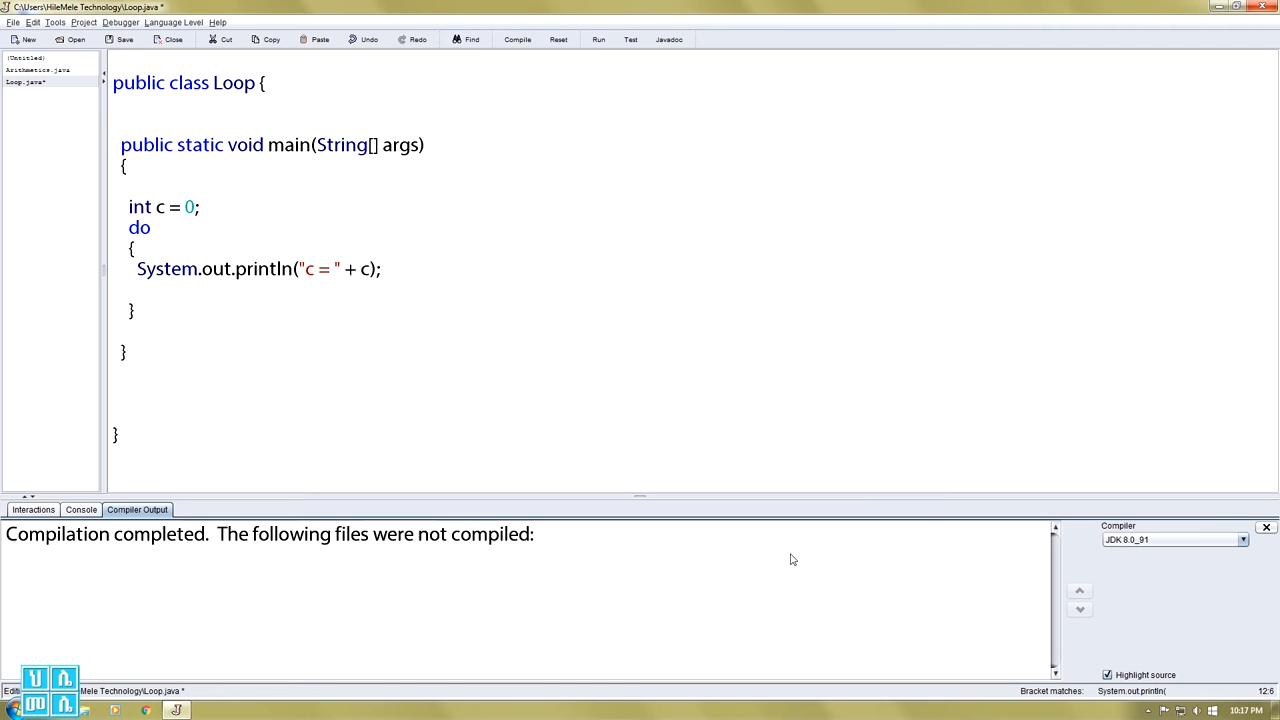 C:\Users\HileMele Technology\Loop.java *
File Edit Tools Project Debugger Language Level Help
New Open Save Close Cut Copy Paste Undo Redo Find Compile Reset Run Test Javadoc
(Untitled)
Arithmetics.java
Loop.java*
public class Loop {
public static void main(String[] args)
{
int c = 0;
do
{
System.out.println("c = " + c);
}
}
}
Interactions Console Compiler Output
Compilation completed.  The following files were not compiled:
Compiler
JDK 8.0_91
Highlight source
ህ ሴ
መ ሴ
Mele Technology\Loop.java *
Bracket matches: System.out.println( 12:6
10:17 PM